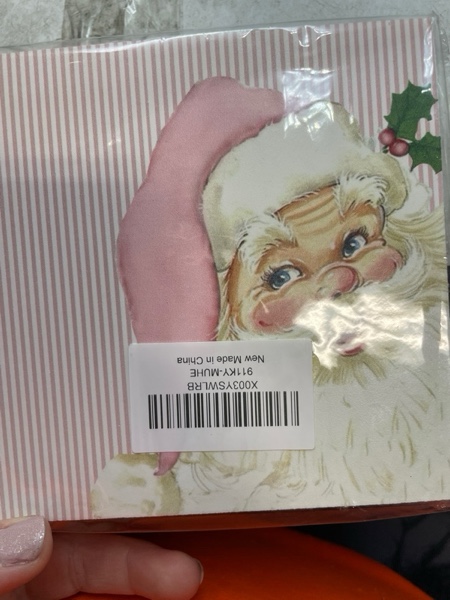 X003YSWLRB
911KY-MUHE
New Made in China